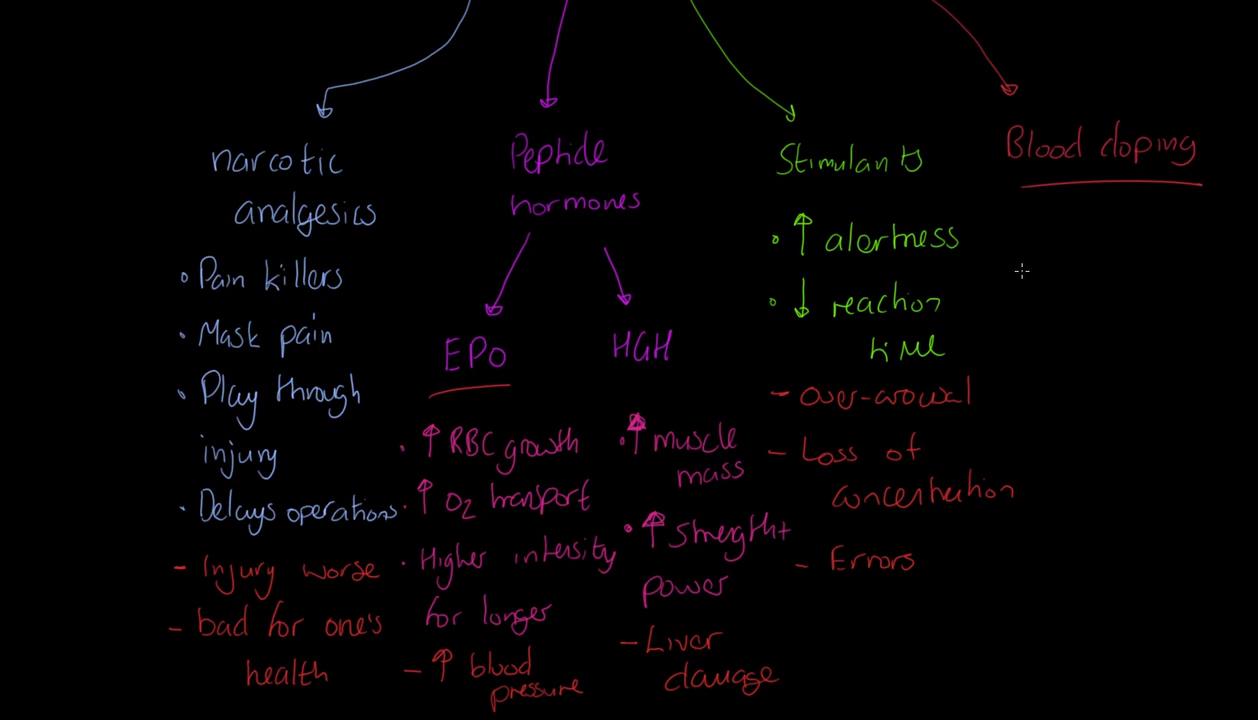 narcotic
analgesics
• Pain killers
• Mask pain
• Play through
injury
• Delays operations
- Injury worse
- bad for one's
health
Peptide
hormones
EPO
• ↑ RBC growth
• ↑ O2 transport
• Higher intensity
for longer
- ↑ blood
pressure
HGH
• ↑ muscle
mass
• ↑ Strength +
power
- Liver
damage
Stimulants
• ↑ alertness
• ↓ reaction
time
- Over-arousal
- Loss of
concentration
- Errors
Blood doping